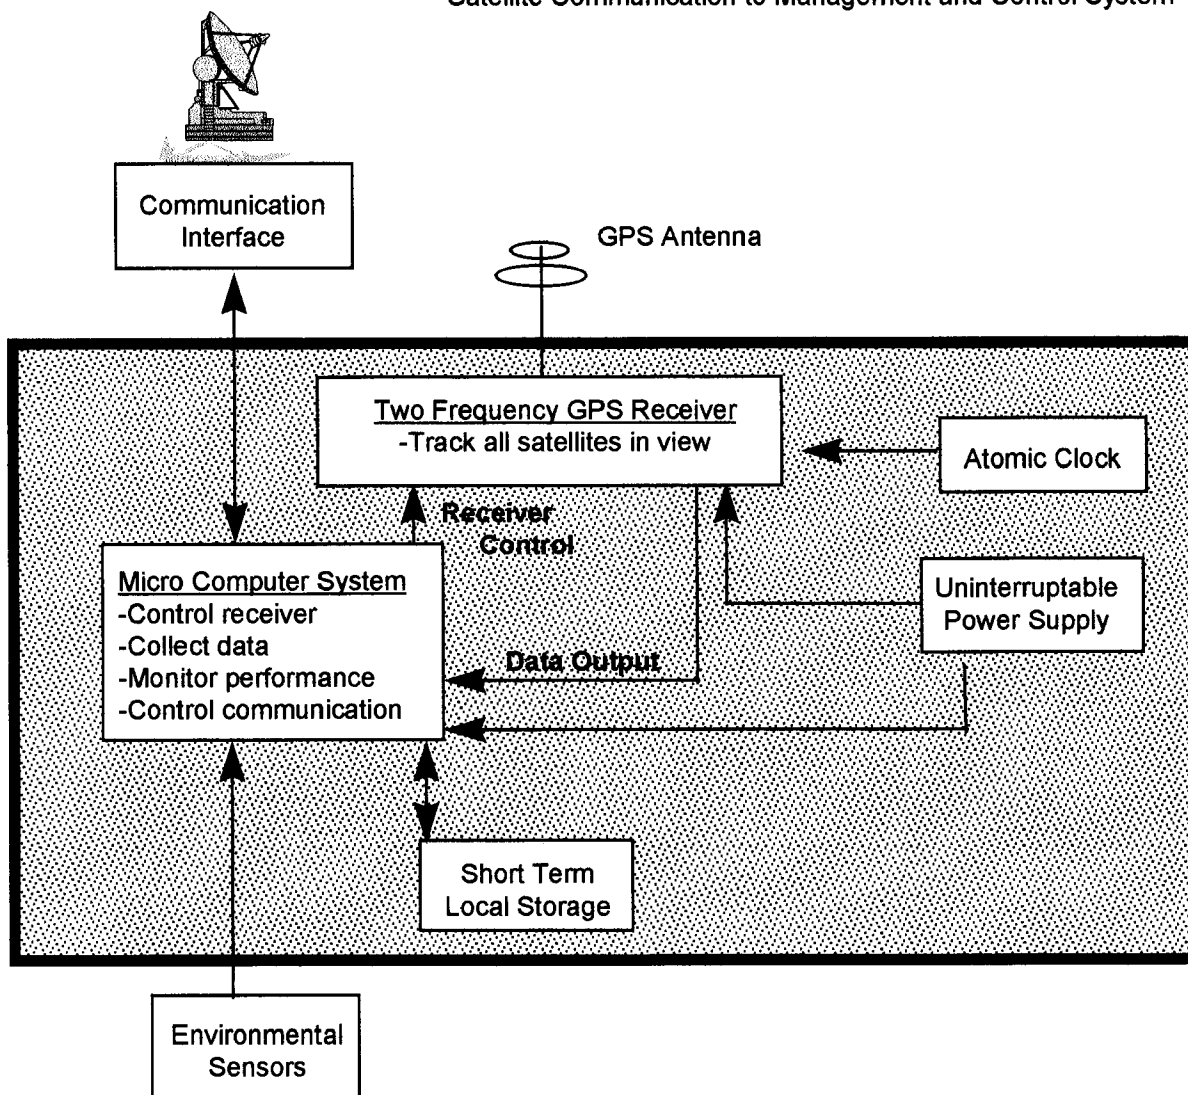 Satellite Communication to Management and Control System
Communication
Interface
GPS Antenna
Two Frequency GPS Receiver
-Track all satellites in view
Atomic Clock
Receiver
Control
Micro Computer System
-Control receiver
-Collect data
-Monitor performance
-Control communication
Uninterruptable
Power Supply
Data Output
Short Term
Local Storage
Environmental
Sensors